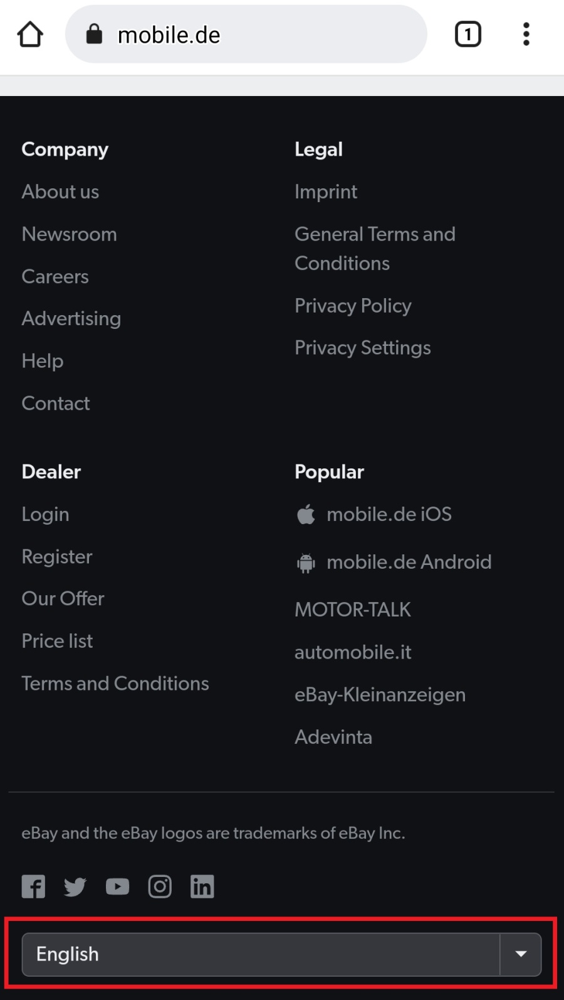 mobile.de
1
Company
About us
Newsroom
Careers
Advertising
Help
Contact
Legal
Imprint
General Terms and
Conditions
Privacy Policy
Privacy Settings
Dealer
Login
Register
Our Offer
Price list
Terms and Conditions
Popular
mobile.de iOS
mobile.de Android
MOTOR-TALK
automobile.it
eBay-Kleinanzeigen
Adevinta
eBay and the eBay logos are trademarks of eBay Inc.
English